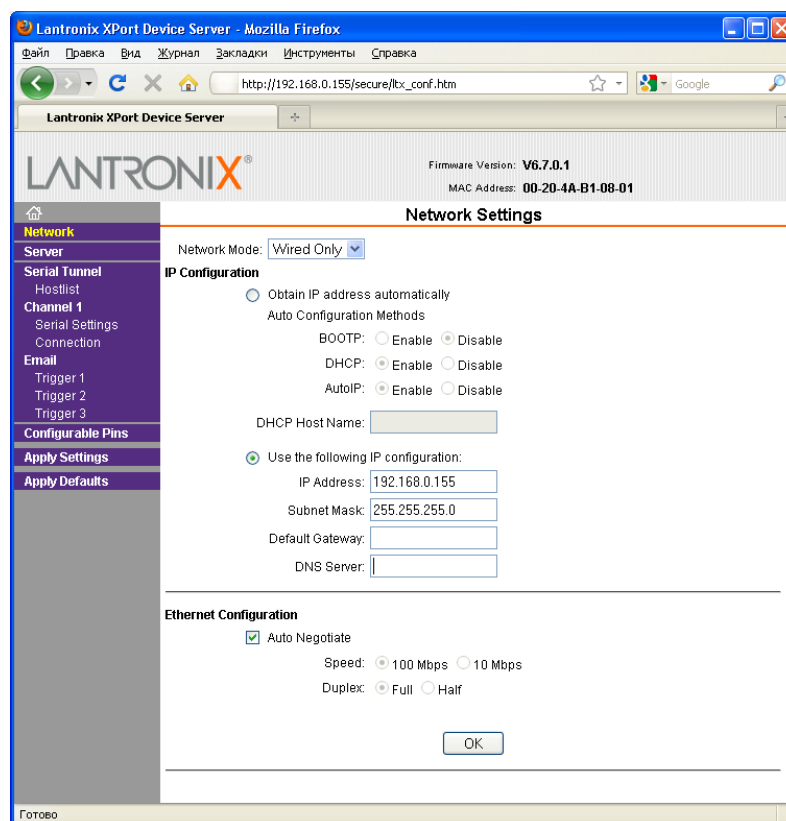 Lantronix XPort Device Server - Mozilla Firefox
Файл Правка Вид Журнал Закладки Инструменты Справка
http://192.168.0.155/secure/ltx_conf.htm Google
Lantronix XPort Device Server
LANTRONIX®
Firmware Version: V6.7.0.1
MAC Address: 00-20-4A-B1-08-01
Network
Server
Serial Tunnel
Hostlist
Channel 1
Serial Settings
Connection
Email
Trigger 1
Trigger 2
Trigger 3
Configurable Pins
Apply Settings
Apply Defaults
Network Settings
Network Mode: Wired Only
IP Configuration
Obtain IP address automatically
Auto Configuration Methods
BOOTP: Enable Disable
DHCP: Enable Disable
AutoIP: Enable Disable
DHCP Host Name:
Use the following IP configuration:
IP Address: 192.168.0.155
Subnet Mask: 255.255.255.0
Default Gateway:
DNS Server:
Ethernet Configuration
Auto Negotiate
Speed: 100 Mbps 10 Mbps
Duplex: Full Half
OK
Готово